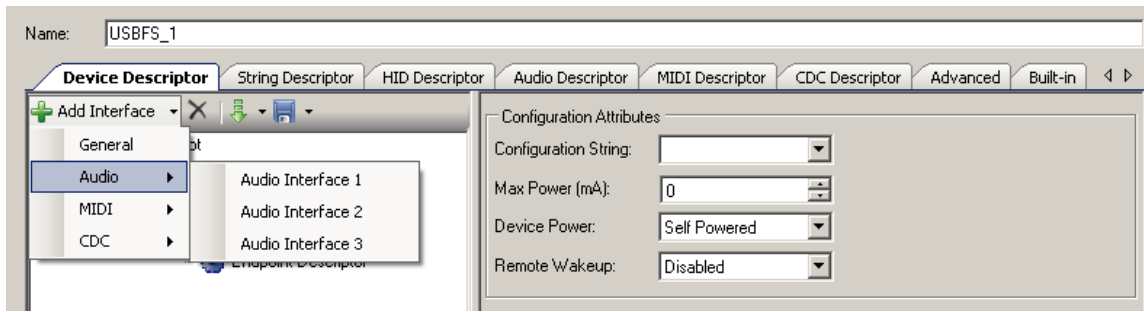 Name: USBFS_1
Device Descriptor String Descriptor HID Descriptor Audio Descriptor MIDI Descriptor CDC Descriptor Advanced Built-in
Add Interface
General
Audio
MIDI
CDC
Audio Interface 1
Audio Interface 2
Audio Interface 3
Endpoint Descriptor
Configuration Attributes
Configuration String:
Max Power (mA): 0
Device Power: Self Powered
Remote Wakeup: Disabled